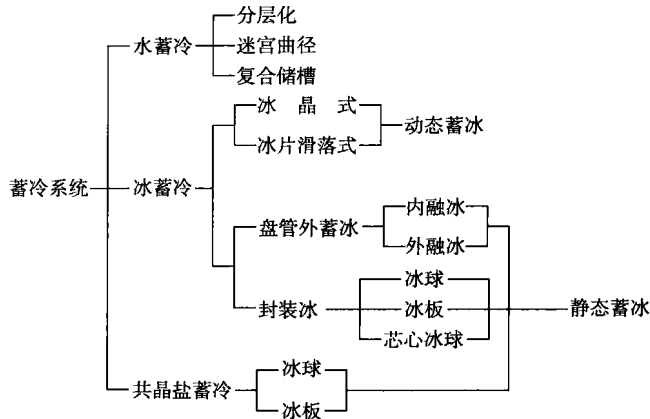 分层化
水蓄冷
迷宫曲径
复合储槽
冰晶式
动态蓄冰
冰片滑落式
蓄冷系统
冰蓄冷
内融冰
盘管外蓄冰
外融冰
冰球
封装冰
冰板
静态蓄冰
芯心冰球
冰球
共晶盐蓄冷
冰板